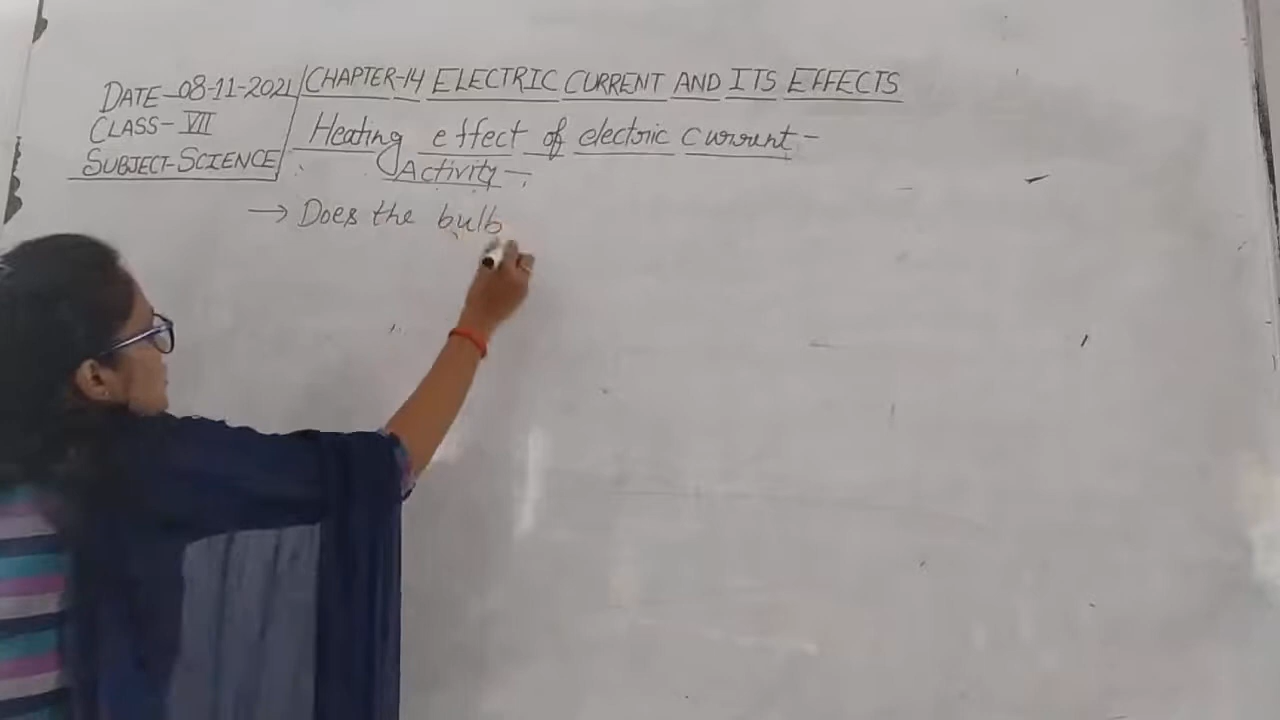 DATE-08-11-2021
CLASS-VII
SUBJECT-SCIENCE
CHAPTER-14 ELECTRIC CURRENT AND ITS EFFECTS
Heating effect of electric current-
Activity-
→ Does the bulb